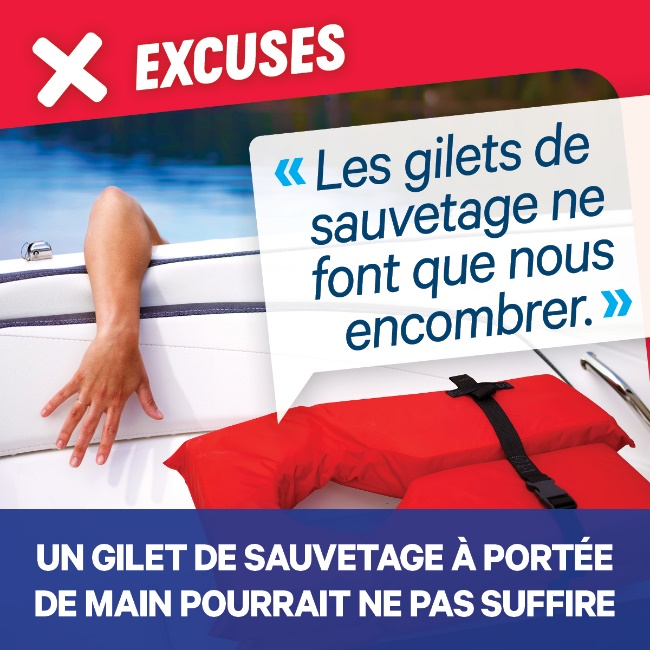 EXCUSES
« Les gilets de
sauvetage ne
font que nous
encombrer. »
UN GILET DE SAUVETAGE À PORTÉE
DE MAIN POURRAIT NE PAS SUFFIRE